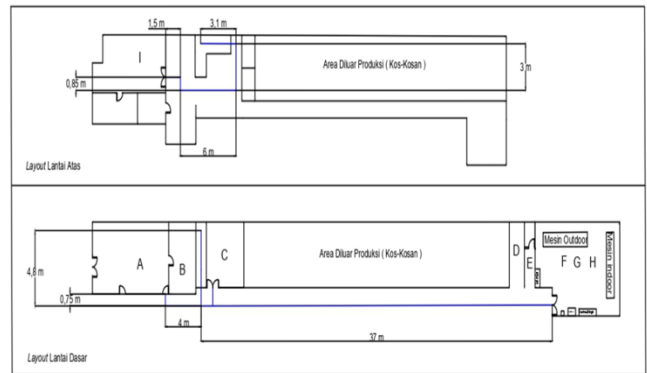 1,5 m
3,1 m
I
Area Diluar Produksi ( Kos-Kosan )
3 m
0,85 m
6 m
Layout Lantai Atas
A
B
C
Area Diluar Produksi ( Kos-Kosan )
D
E
Mesin Outdoor
F G H
Mesin Indoor
4,8 m
0,75 m
4 m
37 m
Layout Lantai Dasar